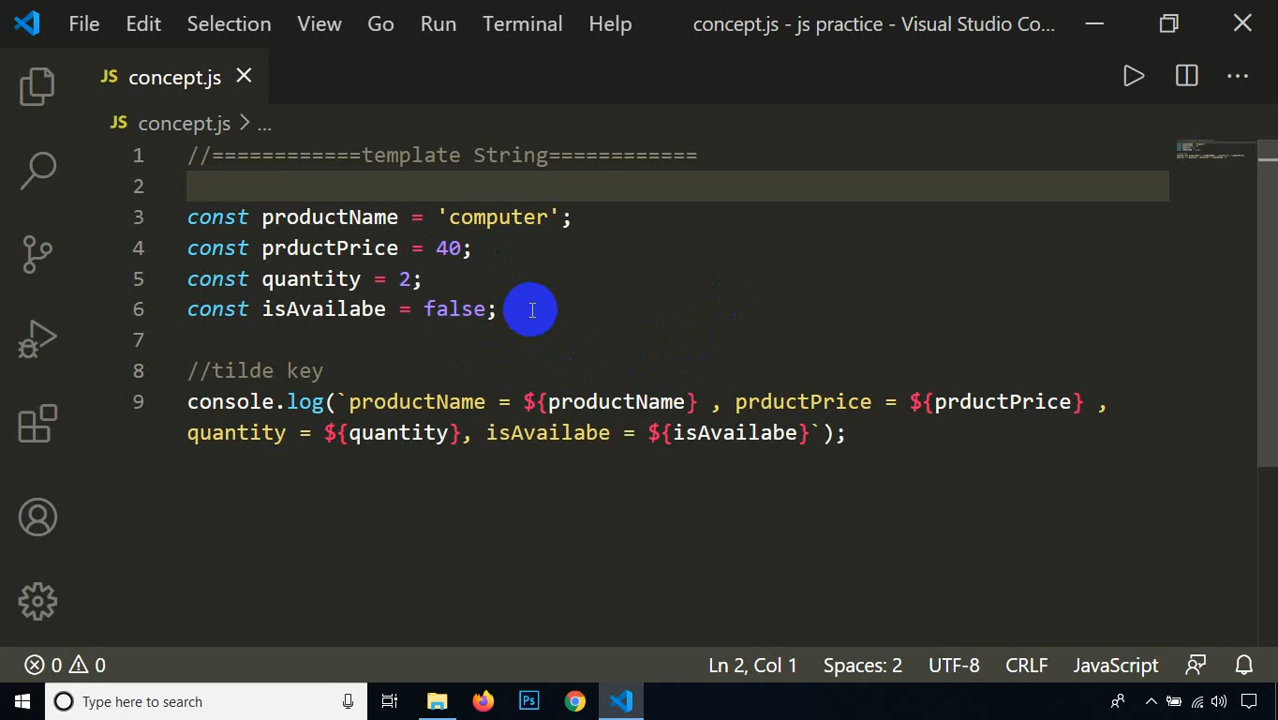 File Edit Selection View Go Run Terminal Help concept.js - js practice - Visual Studio Co...
JS concept.js
JS concept.js > ...
1 //============template String============
2
3 const productName = 'computer';
4 const prductPrice = 40;
5 const quantity = 2;
6 const isAvailabe = false;
7
8 //tilde key
9 console.log(`productName = ${productName} , prductPrice = ${prductPrice} ,
quantity = ${quantity}, isAvailabe = ${isAvailabe}`);
0 0 Ln 2, Col 1 Spaces: 2 UTF-8 CRLF JavaScript
Type here to search Ps